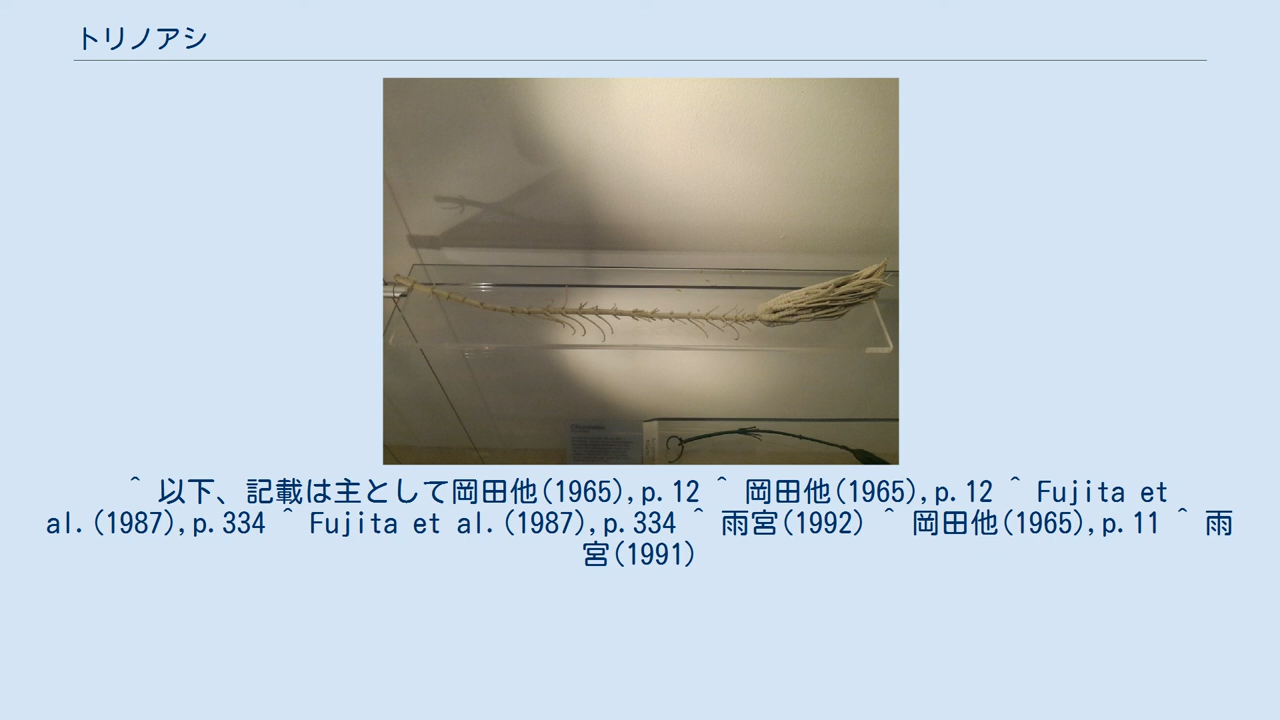 トリノアシ
^ 以下、記載は主として岡田他(1965),p.12 ^ 岡田他(1965),p.12 ^ Fujita et
al.(1987),p.334 ^ Fujita et al.(1987),p.334 ^ 雨宮(1992) ^ 岡田他(1965),p.11 ^ 雨
宮(1991)